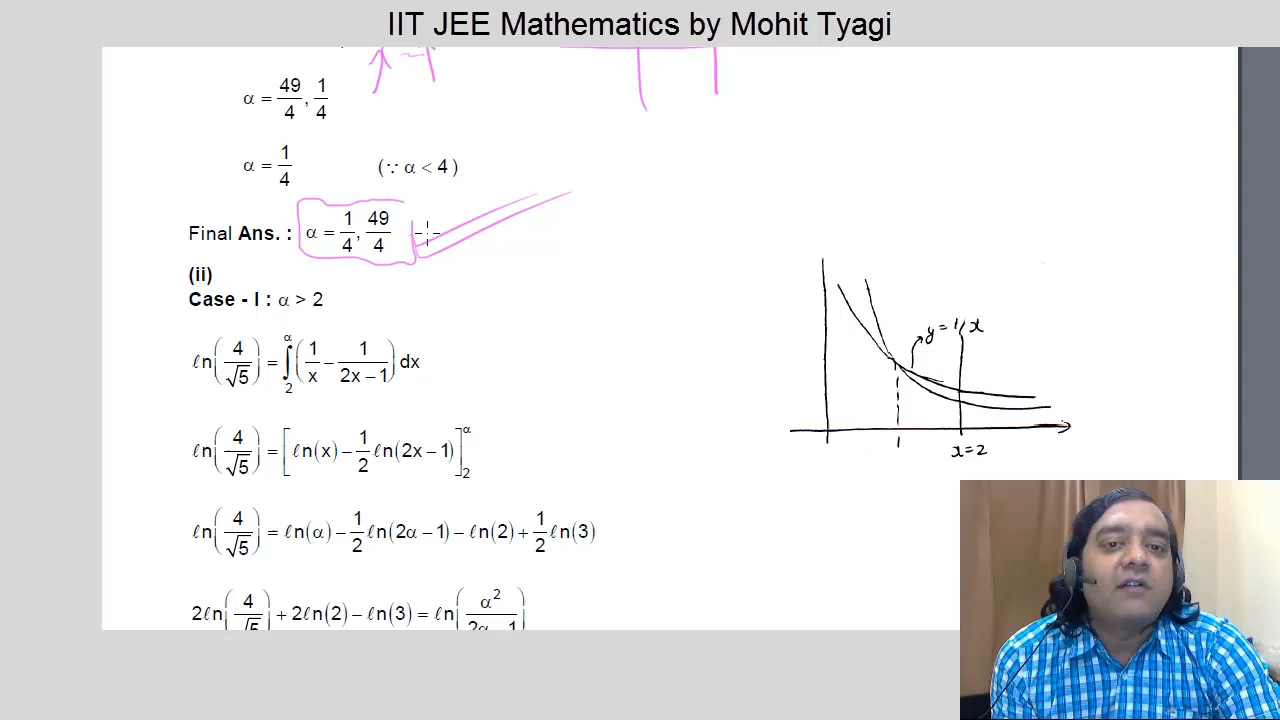 IIT JEE Mathematics by Mohit Tyagi
α = 49/4, 1/4
α = 1/4 (∵ α < 4)
Final Ans. : α = 1/4, 49/4
(ii)
Case - I : α > 2
ℓn(4/√5) = ∫₂^α (1/x − 1/(2x−1)) dx
ℓn(4/√5) = [ℓn(x) − 1/2 ℓn(2x−1)]₂^α
ℓn(4/√5) = ℓn(α) − 1/2 ℓn(2α−1) − ℓn(2) + 1/2 ℓn(3)
2ℓn(4/√5) + 2ℓn(2) − ℓn(3) = ℓn(α²/2α−1)
y = 1/x
1
x=2